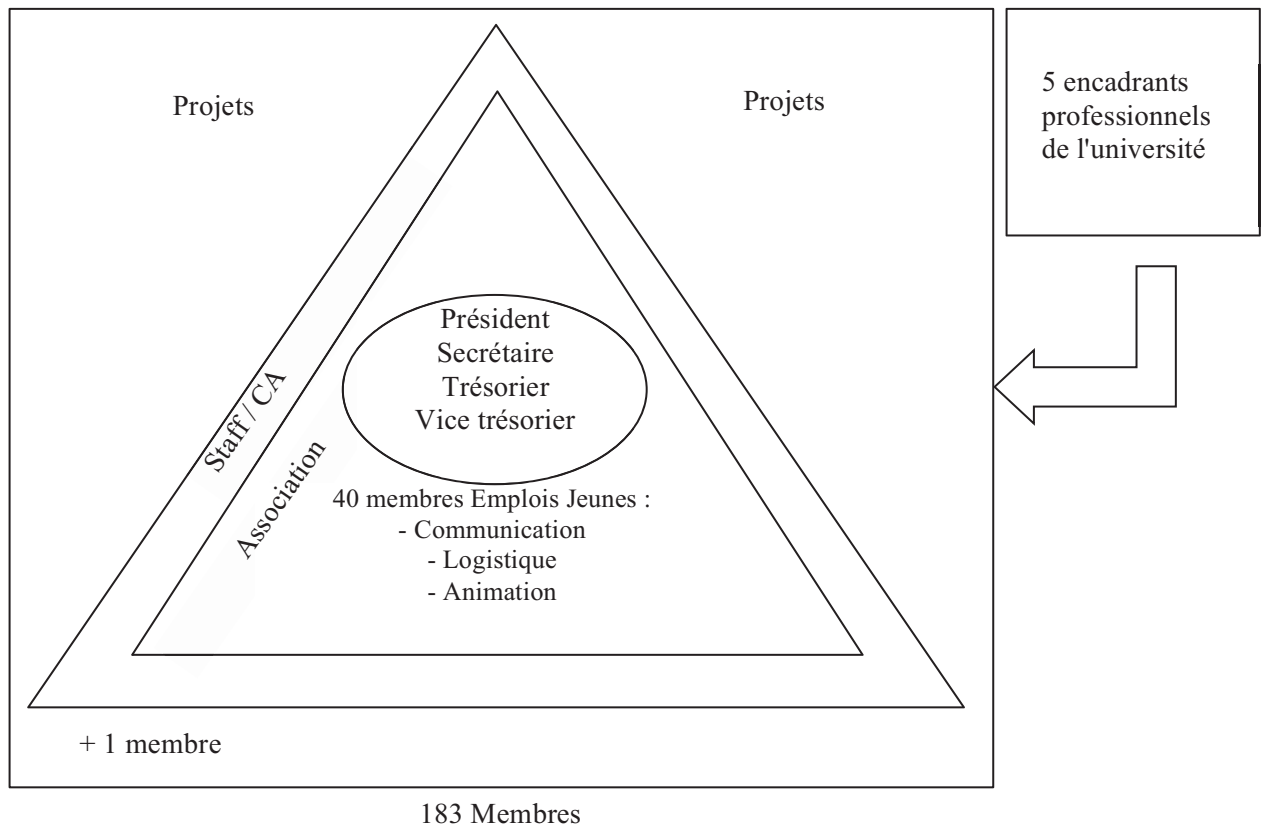 Projets
Projets
5 encadrants
professionnels
de l'université
Président
Secrétaire
Trésorier
Vice trésorier
Staff / CA
Association
40 membres Emplois Jeunes :
- Communication
- Logistique
- Animation
+ 1 membre
183 Membres